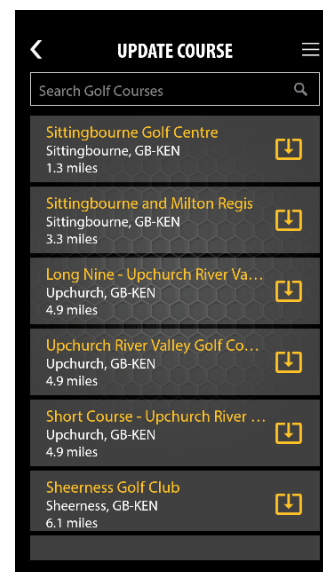 UPDATE COURSE
Search Golf Courses
Sittingbourne Golf Centre
Sittingbourne, GB-KEN
1.3 miles
Sittingbourne and Milton Regis
Sittingbourne, GB-KEN
3.3 miles
Long Nine - Upchurch River Va...
Upchurch, GB-KEN
4.9 miles
Upchurch River Valley Golf Co...
Upchurch, GB-KEN
4.9 miles
Short Course - Upchurch River ...
Upchurch, GB-KEN
4.9 miles
Sheerness Golf Club
Sheerness, GB-KEN
6.1 miles